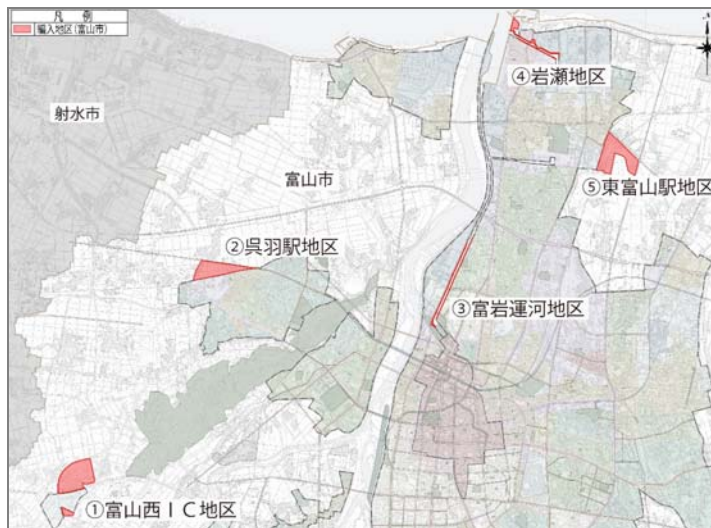 凡 例
編入地区(富山市)
④岩瀬地区
射水市
富山市
⑤東富山駅地区
②呉羽駅地区
③富岩運河地区
①富山西IC地区